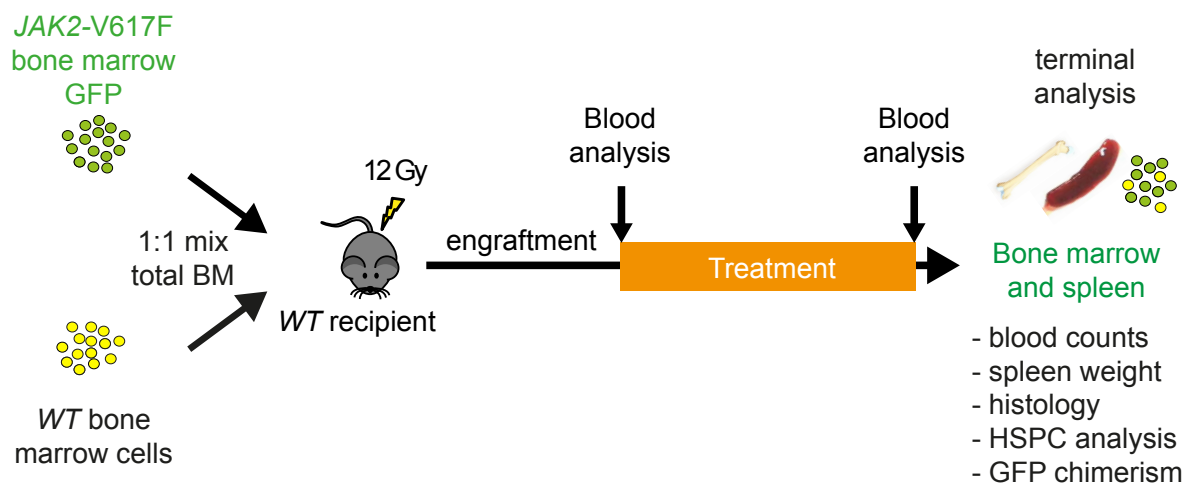 JAK2-V617F
bone marrow
GFP
1:1 mix
total BM
WT bone
marrow cells
12 Gy
WT recipient
engraftment
Blood
analysis
Treatment
Blood
analysis
terminal
analysis
Bone marrow
and spleen
- blood counts
- spleen weight
- histology
- HSPC analysis
- GFP chimerism